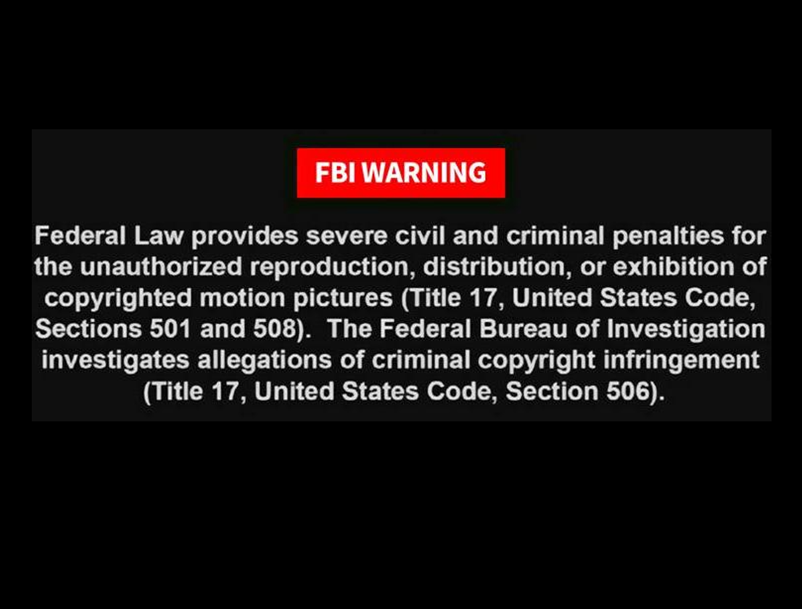 FBI WARNING
Federal Law provides severe civil and criminal penalties for
the unauthorized reproduction, distribution, or exhibition of
copyrighted motion pictures (Title 17, United States Code,
Sections 501 and 508).  The Federal Bureau of Investigation
investigates allegations of criminal copyright infringement
(Title 17, United States Code, Section 506).